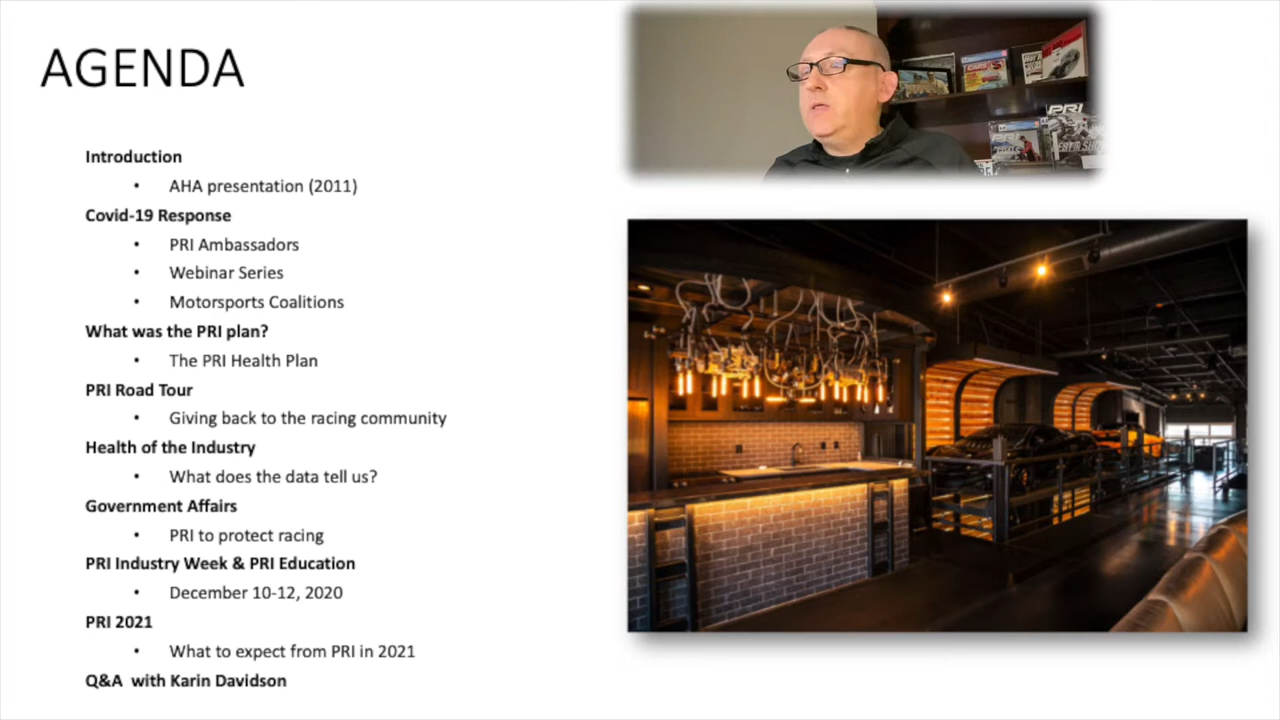 AGENDA
Introduction
• AHA presentation (2011)
Covid-19 Response
• PRI Ambassadors
• Webinar Series
• Motorsports Coalitions
What was the PRI plan?
• The PRI Health Plan
PRI Road Tour
• Giving back to the racing community
Health of the Industry
• What does the data tell us?
Government Affairs
• PRI to protect racing
PRI Industry Week & PRI Education
• December 10-12, 2020
PRI 2021
• What to expect from PRI in 2021
Q&A with Karin Davidson
PRI